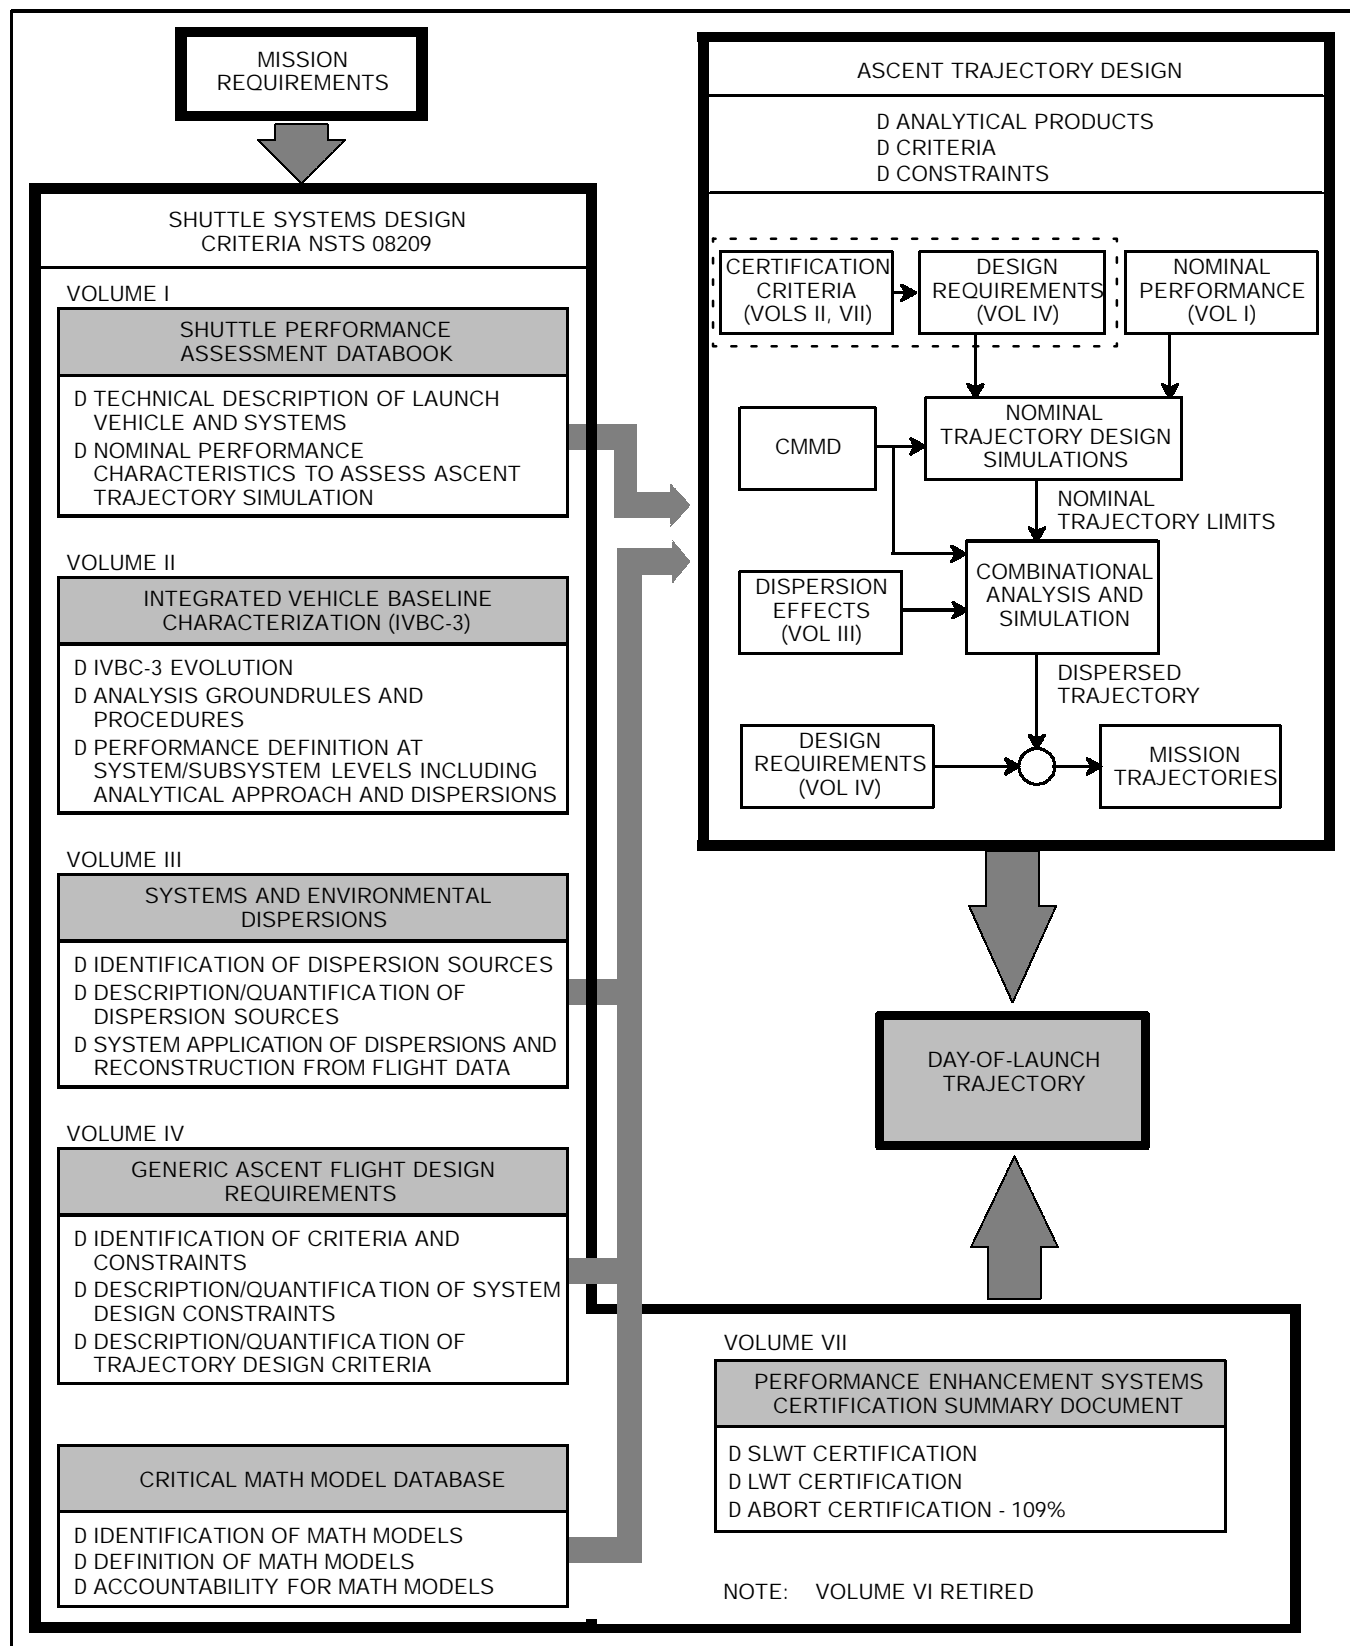 MISSION
REQUIREMENTS
SHUTTLE SYSTEMS DESIGN
CRITERIA NSTS 08209
VOLUME I
SHUTTLE PERFORMANCE
ASSESSMENT DATABOOK
D TECHNICAL DESCRIPTION OF LAUNCH
VEHICLE AND SYSTEMS
D NOMINAL PERFORMANCE
CHARACTERISTICS TO ASSESS ASCENT
TRAJECTORY SIMULATION
VOLUME II
INTEGRATED VEHICLE BASELINE
CHARACTERIZATION (IVBC-3)
D IVBC-3 EVOLUTION
D ANALYSIS GROUNDRULES AND
PROCEDURES
D PERFORMANCE DEFINITION AT
SYSTEM/SUBSYSTEM LEVELS INCLUDING
ANALYTICAL APPROACH AND DISPERSIONS
VOLUME III
SYSTEMS AND ENVIRONMENTAL
DISPERSIONS
D IDENTIFICATION OF DISPERSION SOURCES
D DESCRIPTION/QUANTIFICATION OF
DISPERSION SOURCES
D SYSTEM APPLICATION OF DISPERSIONS AND
RECONSTRUCTION FROM FLIGHT DATA
VOLUME IV
GENERIC ASCENT FLIGHT DESIGN
REQUIREMENTS
D IDENTIFICATION OF CRITERIA AND
CONSTRAINTS
D DESCRIPTION/QUANTIFICATION OF SYSTEM
DESIGN CONSTRAINTS
D DESCRIPTION/QUANTIFICATION OF
TRAJECTORY DESIGN CRITERIA
CRITICAL MATH MODEL DATABASE
D IDENTIFICATION OF MATH MODELS
D DEFINITION OF MATH MODELS
D ACCOUNTABILITY FOR MATH MODELS
ASCENT TRAJECTORY DESIGN
D ANALYTICAL PRODUCTS
D CRITERIA
D CONSTRAINTS
CERTIFICATION
CRITERIA
(VOLS II, VII)
DESIGN
REQUIREMENTS
(VOL IV)
NOMINAL
PERFORMANCE
(VOL I)
CMMD
NOMINAL
TRAJECTORY DESIGN
SIMULATIONS
NOMINAL
TRAJECTORY LIMITS
DISPERSION
EFFECTS
(VOL III)
COMBINATIONAL
ANALYSIS AND
SIMULATION
DISPERSED
TRAJECTORY
DESIGN
REQUIREMENTS
(VOL IV)
MISSION
TRAJECTORIES
DAY-OF-LAUNCH
TRAJECTORY
VOLUME VII
PERFORMANCE ENHANCEMENT SYSTEMS
CERTIFICATION SUMMARY DOCUMENT
D SLWT CERTIFICATION
D LWT CERTIFICATION
D ABORT CERTIFICATION - 109%
NOTE: VOLUME VI RETIRED